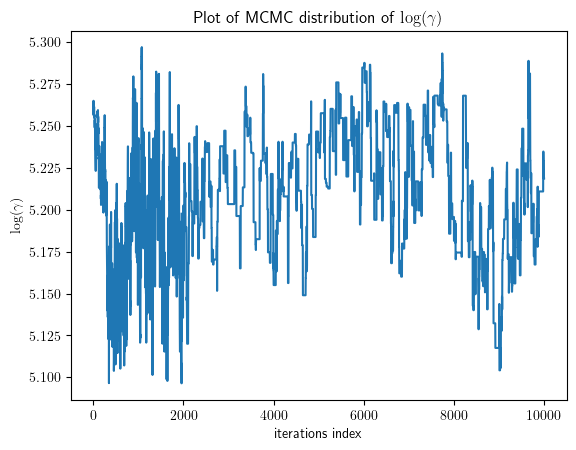 Plot of MCMC distribution of log(γ)
log(γ)
5.300
5.275
5.250
5.225
5.200
5.175
5.150
5.125
5.100
0 2000 4000 6000 8000 10000
iterations index